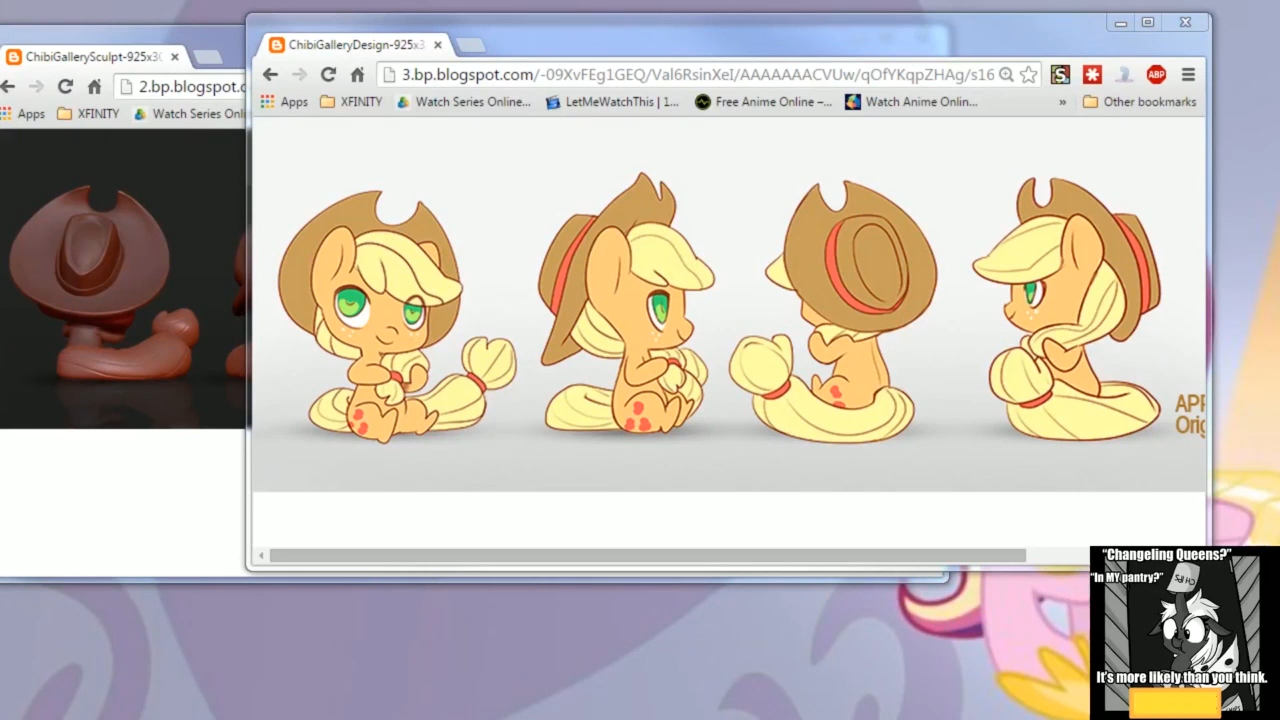 ChibiGallerySculpt-925x30
2.bp.blogspot.c
Apps
XFINITY
Watch Series Onl
ChibiGalleryDesign-925x3
3.bp.blogspot.com/-09XvFEg1GEQ/Val6RsinXeI/AAAAAAACVUw/qOfYKqpZHAg/s16
Apps
XFINITY
Watch Series Online...
LetMeWatchThis | 1...
Free Anime Online –...
Watch Anime Onlin...
»
Other bookmarks
ABP
APP
Orig
"Changeling Queens?"
"In MY pantry?"
It's more likely than you think.